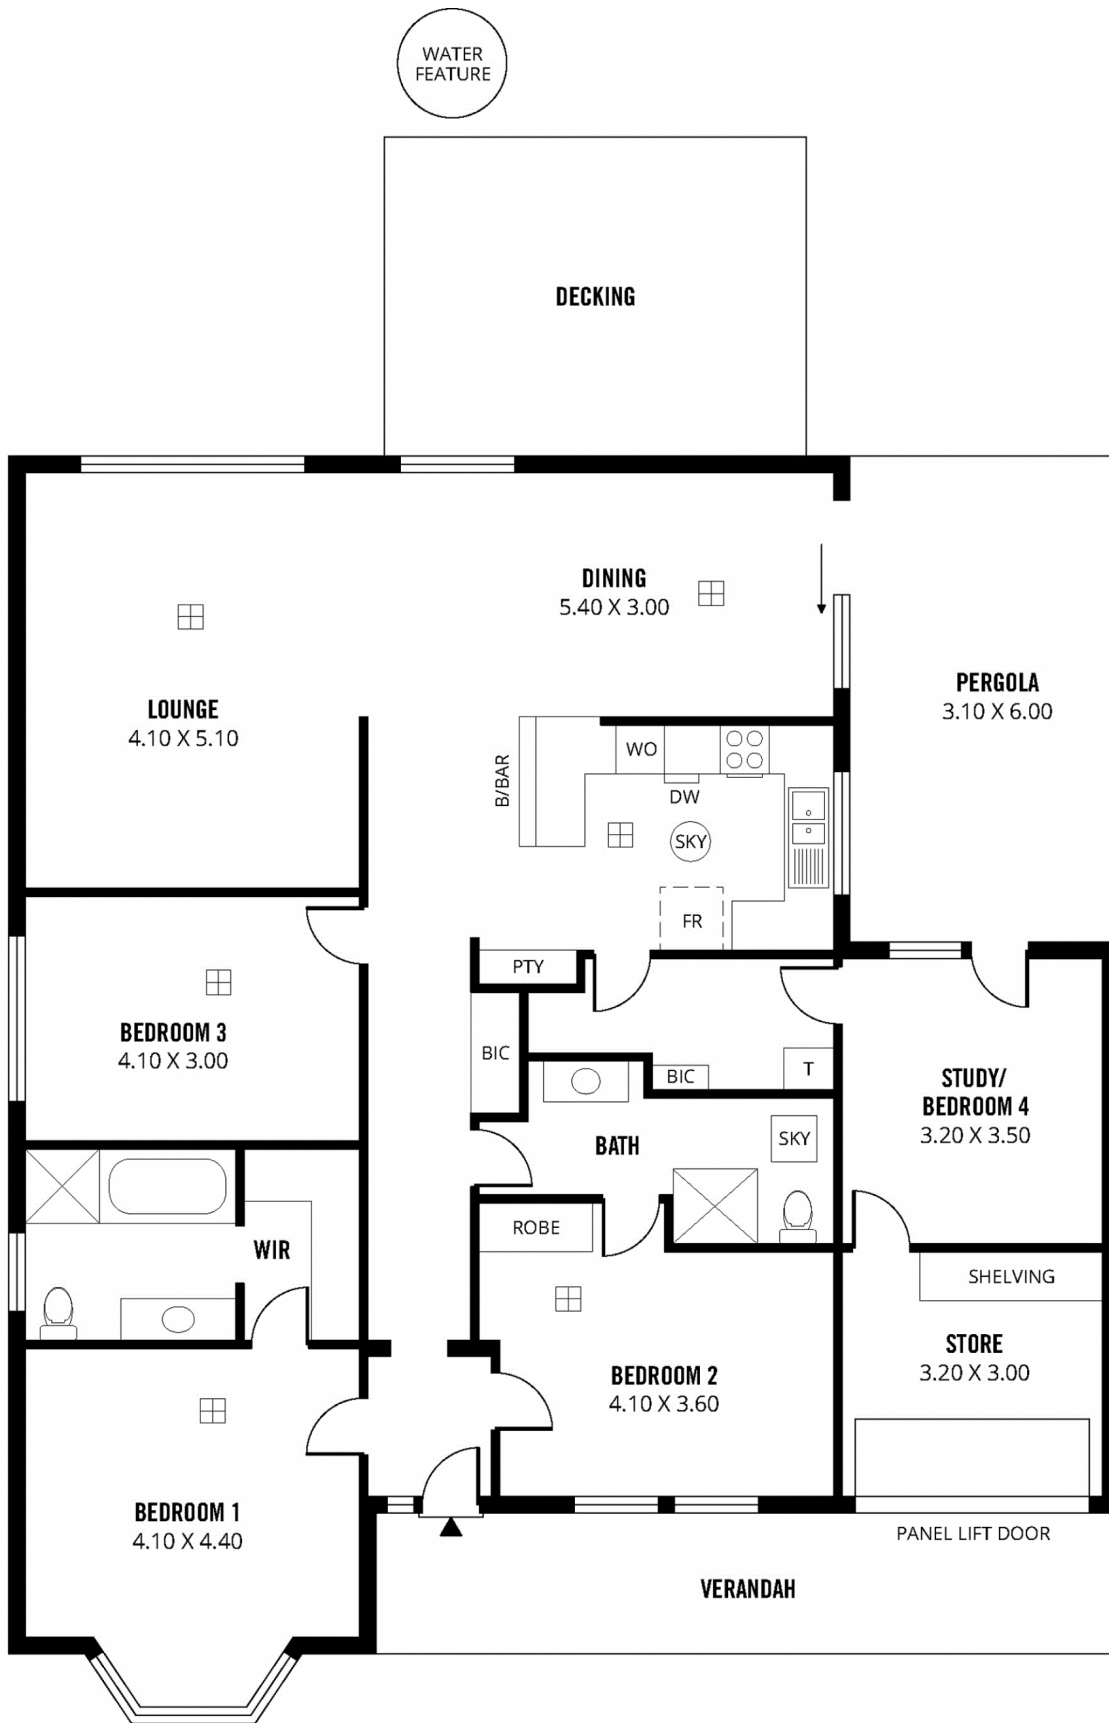 WATER
FEATURE
DECKING
DINING
5.40 X 3.00
LOUNGE
4.10 X 5.10
PERGOLA
3.10 X 6.00
B/BAR
WO
DW
SKY
FR
PTY
BEDROOM 3
4.10 X 3.00
BIC
BIC
T
STUDY/
BEDROOM 4
3.20 X 3.50
BATH
SKY
WIR
ROBE
SHELVING
STORE
3.20 X 3.00
BEDROOM 2
4.10 X 3.60
BEDROOM 1
4.10 X 4.40
PANEL LIFT DOOR
VERANDAH